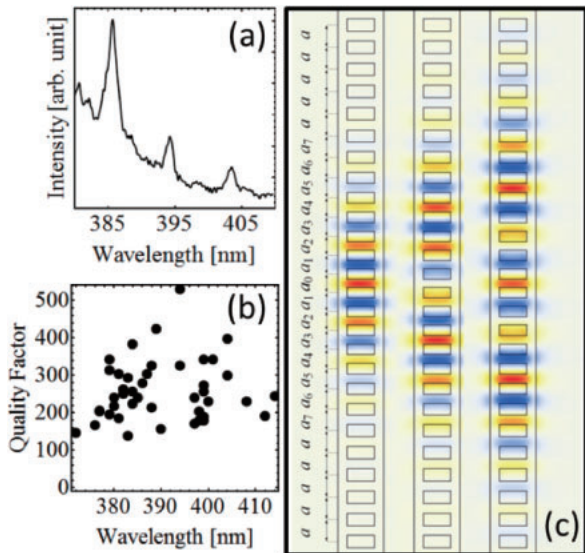 (a)
Intensity [arb. unit]
385
395
405
Wavelength [nm]
(b)
Quality Factor
500
400
300
200
100
0
380
390
400
410
Wavelength [nm]
a
a
a
a
a
a7
a6
a5
a4
a3
a2
a1
a0
a1
a2
a3
a4
a5
a6
a7
a
a
a
a
a
(c)